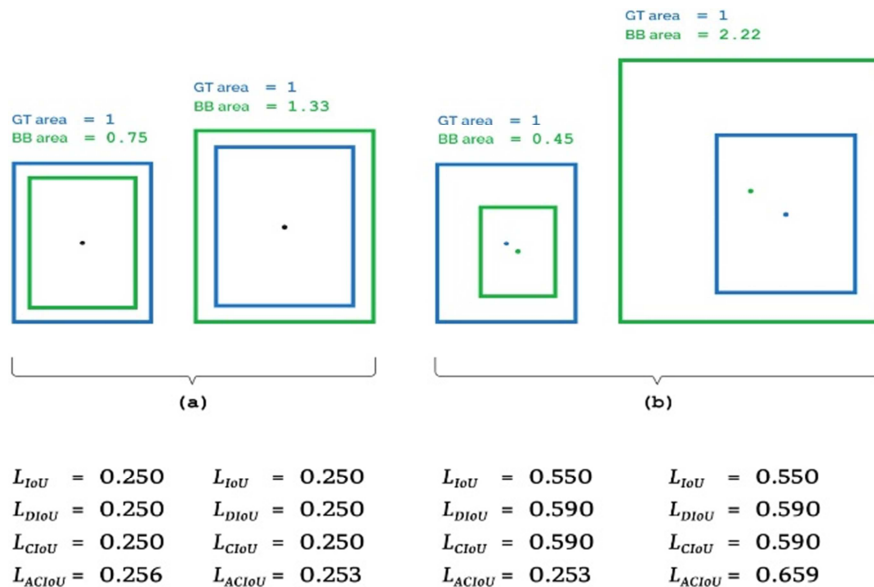 GT area = 1
BB area = 0.75
GT area = 1
BB area = 1.33
GT area = 1
BB area = 0.45
GT area = 1
BB area = 2.22
(a)
(b)
L_IoU = 0.250
L_DIoU = 0.250
L_CIoU = 0.250
L_ACIoU = 0.256
L_IoU = 0.250
L_DIoU = 0.250
L_CIoU = 0.250
L_ACIoU = 0.253
L_IoU = 0.550
L_DIoU = 0.590
L_CIoU = 0.590
L_ACIoU = 0.253
L_IoU = 0.550
L_DIoU = 0.590
L_CIoU = 0.590
L_ACIoU = 0.659